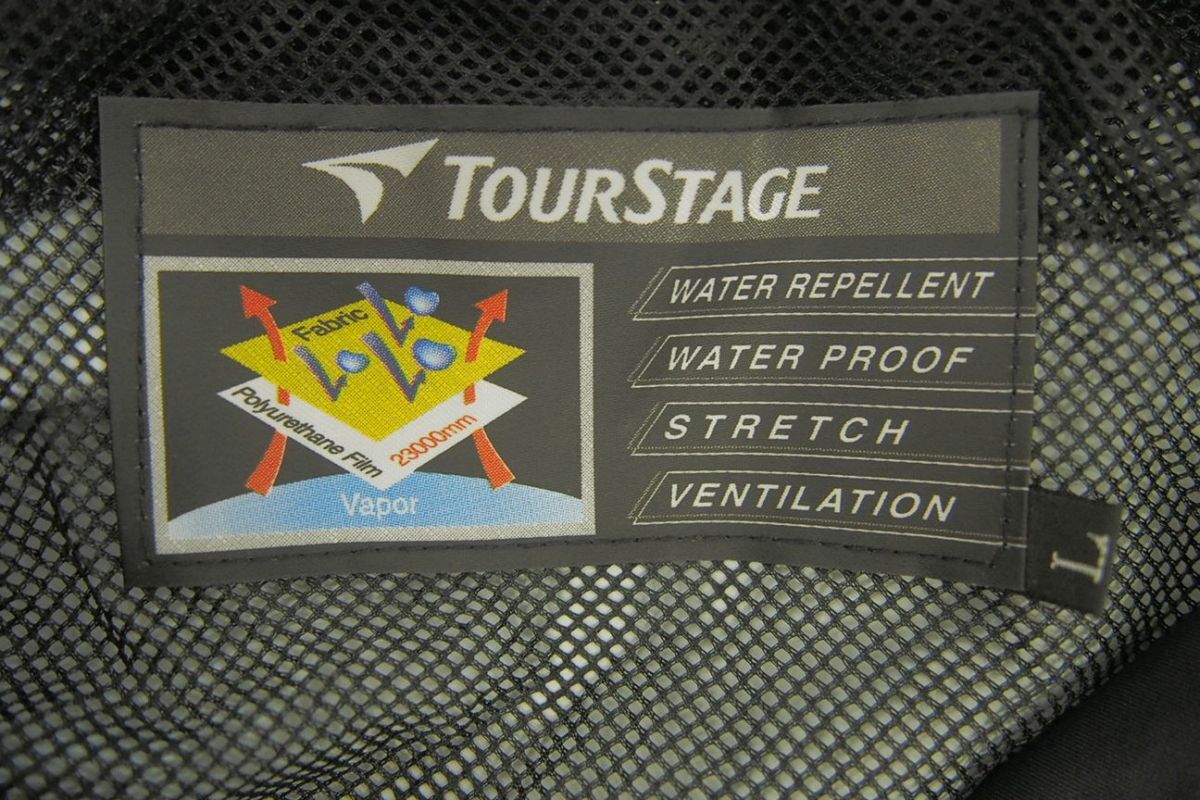 TOURSTAGE
Fabric
Polyurethane Film
23000mm
Vapor
WATER REPELLENT
WATER PROOF
STRETCH
VENTILATION
L